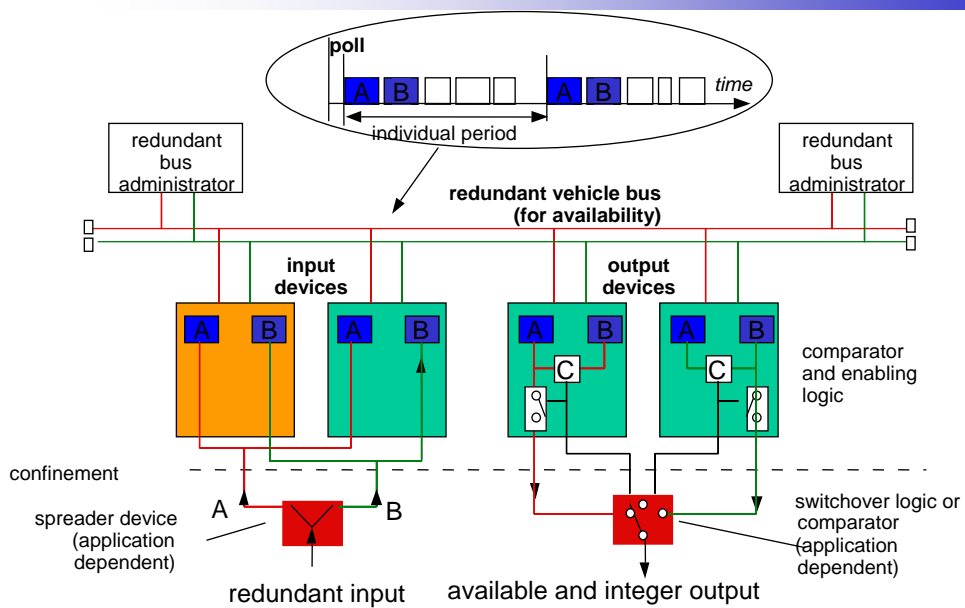 poll
A B A B time
individual period
redundant
bus
administrator
redundant
bus
administrator
redundant vehicle bus
(for availability)
input
devices
output
devices
A B A B A B A B
C C
comparator
and enabling
logic
confinement
A B
spreader device
(application
dependent)
switchover logic or
comparator
(application
dependent)
redundant input
available and integer output